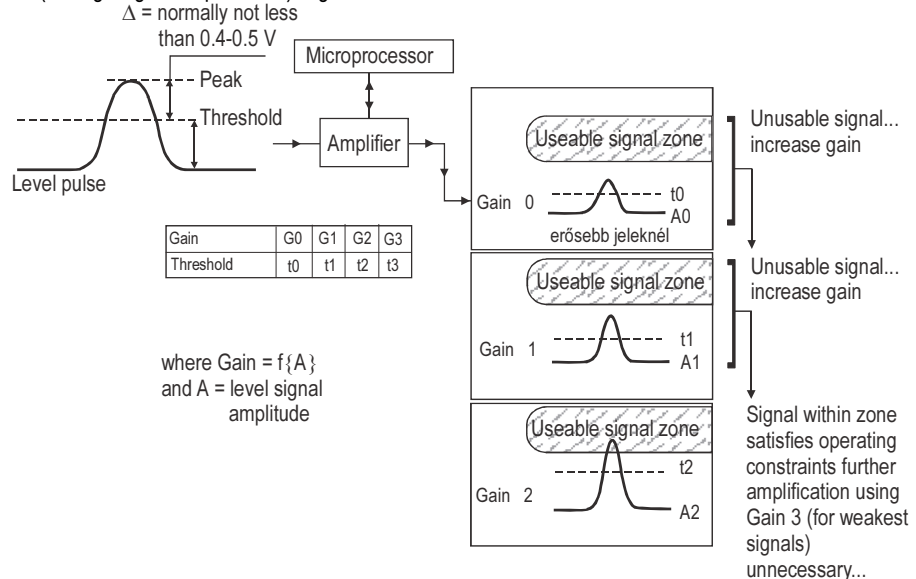 Δ = normally not less
than 0.4-0.5 V
Peak
Threshold
Level pulse
Microprocessor
Amplifier
Gain G0 G1 G2 G3
Threshold t0 t1 t2 t3
where Gain = f{A}
and A = level signal
amplitude
Useable signal zone
Gain 0
t0
A0
erősebb jeleknél
Unusable signal...
increase gain
Useable signal zone
Gain 1
t1
A1
Unusable signal...
increase gain
Useable signal zone
Gain 2
t2
A2
Signal within zone
satisfies operating
constraints further
amplification using
Gain 3 (for weakest
signals)
unnecessary...